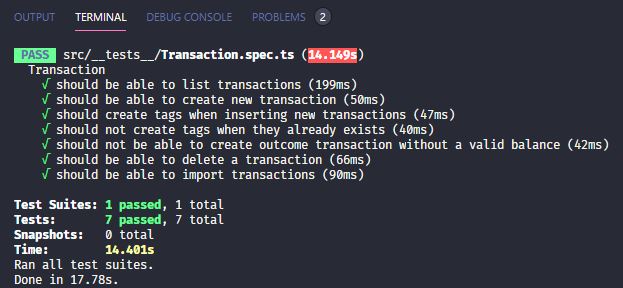 OUTPUT TERMINAL DEBUG CONSOLE PROBLEMS 2
PASS src/__tests__/Transaction.spec.ts (14.149s)
Transaction
√ should be able to list transactions (199ms)
√ should be able to create new transaction (50ms)
√ should create tags when inserting new transactions (47ms)
√ should not create tags when they already exists (40ms)
√ should not be able to create outcome transaction without a valid balance (42ms)
√ should be able to delete a transaction (66ms)
√ should be able to import transactions (90ms)
Test Suites: 1 passed, 1 total
Tests: 7 passed, 7 total
Snapshots: 0 total
Time: 14.401s
Ran all test suites.
Done in 17.78s.